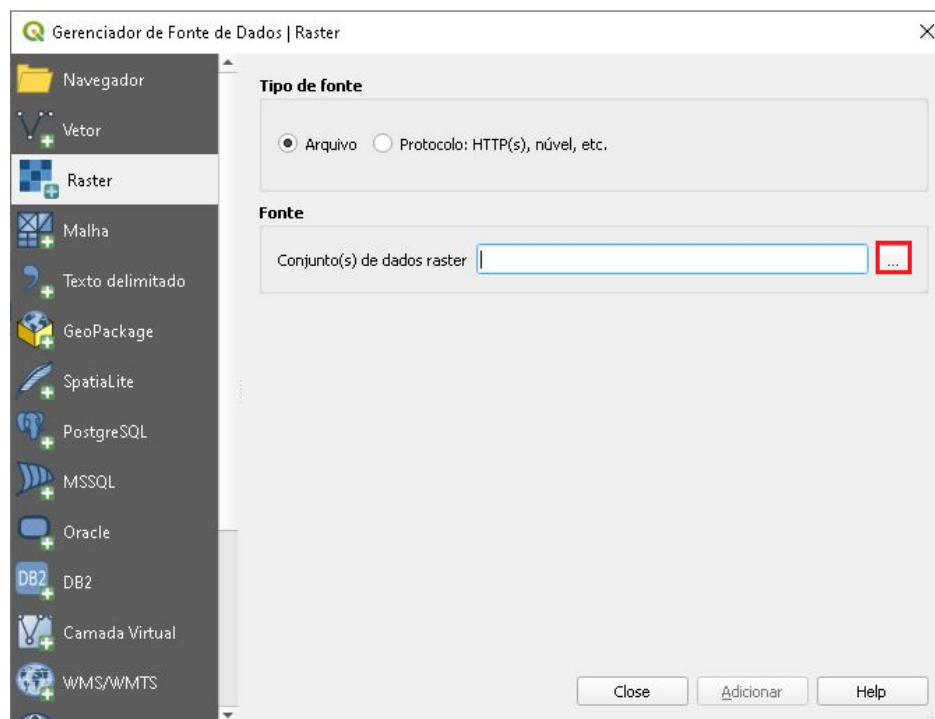 Gerenciador de Fonte de Dados | Raster
Navegador
Vetor
Raster
Malha
Texto delimitado
GeoPackage
SpatiaLite
PostgreSQL
MSSQL
Oracle
DB2 DB2
Camada Virtual
WMS/WMTS
Tipo de fonte
Arquivo Protocolo: HTTP(s), núvel, etc.
Fonte
Conjunto(s) de dados raster ...
Close Adicionar Help